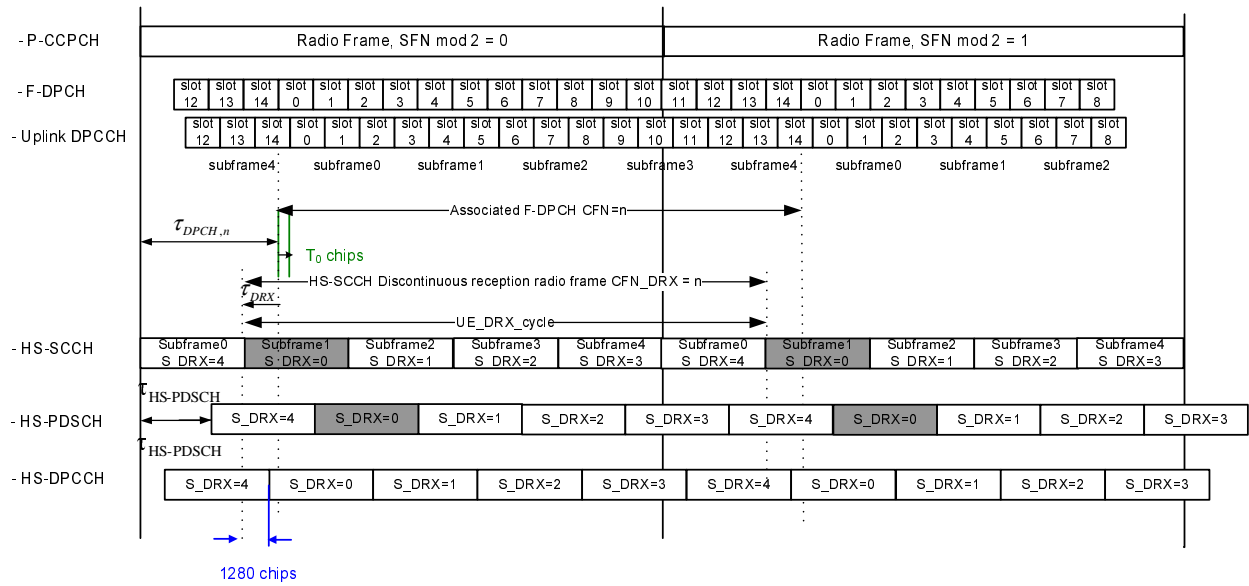 - P-CCPCH
Radio Frame, SFN mod 2 = 0
Radio Frame, SFN mod 2 = 1
- F-DPCH
slot 12 slot 13 slot 14 slot 0 slot 1 slot 2 slot 3 slot 4 slot 5 slot 6 slot 7 slot 8 slot 9 slot 10 slot 11 slot 12 slot 13 slot 14 slot 0 slot 1 slot 2 slot 3 slot 4 slot 5 slot 6 slot 7 slot 8
- Uplink DPCCH
slot 12 slot 13 slot 14 slot 0 slot 1 slot 2 slot 3 slot 4 slot 5 slot 6 slot 7 slot 8 slot 9 slot 10 slot 11 slot 12 slot 13 slot 14 slot 0 slot 1 slot 2 slot 3 slot 4 slot 5 slot 6 slot 7 slot 8
subframe4 subframe0 subframe1 subframe2 subframe3 subframe4 subframe0 subframe1 subframe2
Associated F-DPCH CFN=n
τDPCH,n
T0 chips
HS-SCCH Discontinuous reception radio frame CFN_DRX = n
τDRX
UE_DRX_cycle
- HS-SCCH
Subframe0 Subframe1 Subframe2 Subframe3 Subframe4 Subframe0 Subframe1 Subframe2 Subframe3 Subframe4
S_DRX=4 S_DRX=0 S_DRX=1 S_DRX=2 S_DRX=3 S_DRX=4 S_DRX=0 S_DRX=1 S_DRX=2 S_DRX=3
τHS-PDSCH
- HS-PDSCH
S_DRX=4 S_DRX=0 S_DRX=1 S_DRX=2 S_DRX=3 S_DRX=4 S_DRX=0 S_DRX=1 S_DRX=2 S_DRX=3
τHS-PDSCH
- HS-DPCCH
S_DRX=4 S_DRX=0 S_DRX=1 S_DRX=2 S_DRX=3 S_DRX=4 S_DRX=0 S_DRX=1 S_DRX=2 S_DRX=3
1280 chips